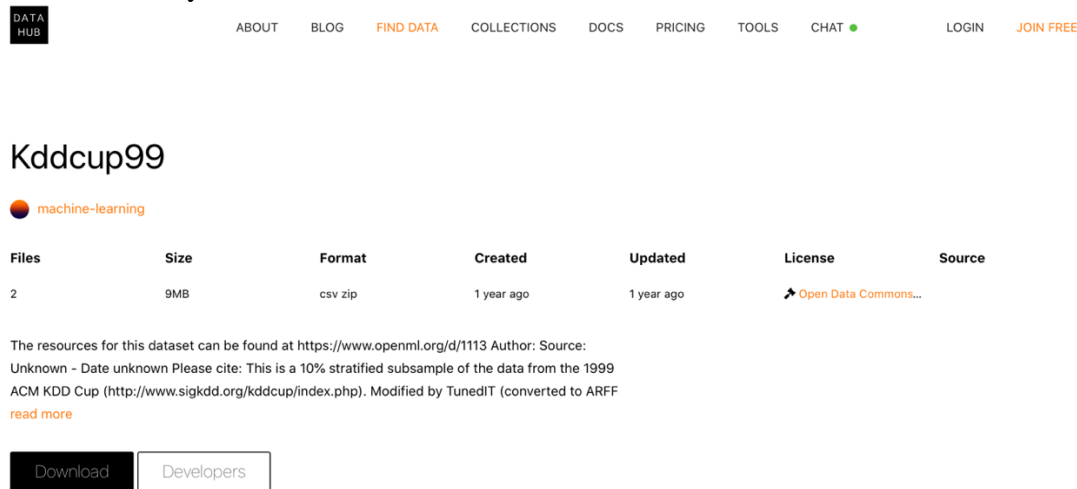 DATA
HUB
ABOUT BLOG FIND DATA COLLECTIONS DOCS PRICING TOOLS CHAT LOGIN JOIN FREE
Kddcup99
machine-learning
Files Size Format Created Updated License Source
2 9MB csv zip 1 year ago 1 year ago Open Data Commons...
The resources for this dataset can be found at https://www.openml.org/d/1113 Author: Source:
Unknown - Date unknown Please cite: This is a 10% stratified subsample of the data from the 1999
ACM KDD Cup (http://www.sigkdd.org/kddcup/index.php). Modified by TunedIT (converted to ARFF
read more
Download Developers